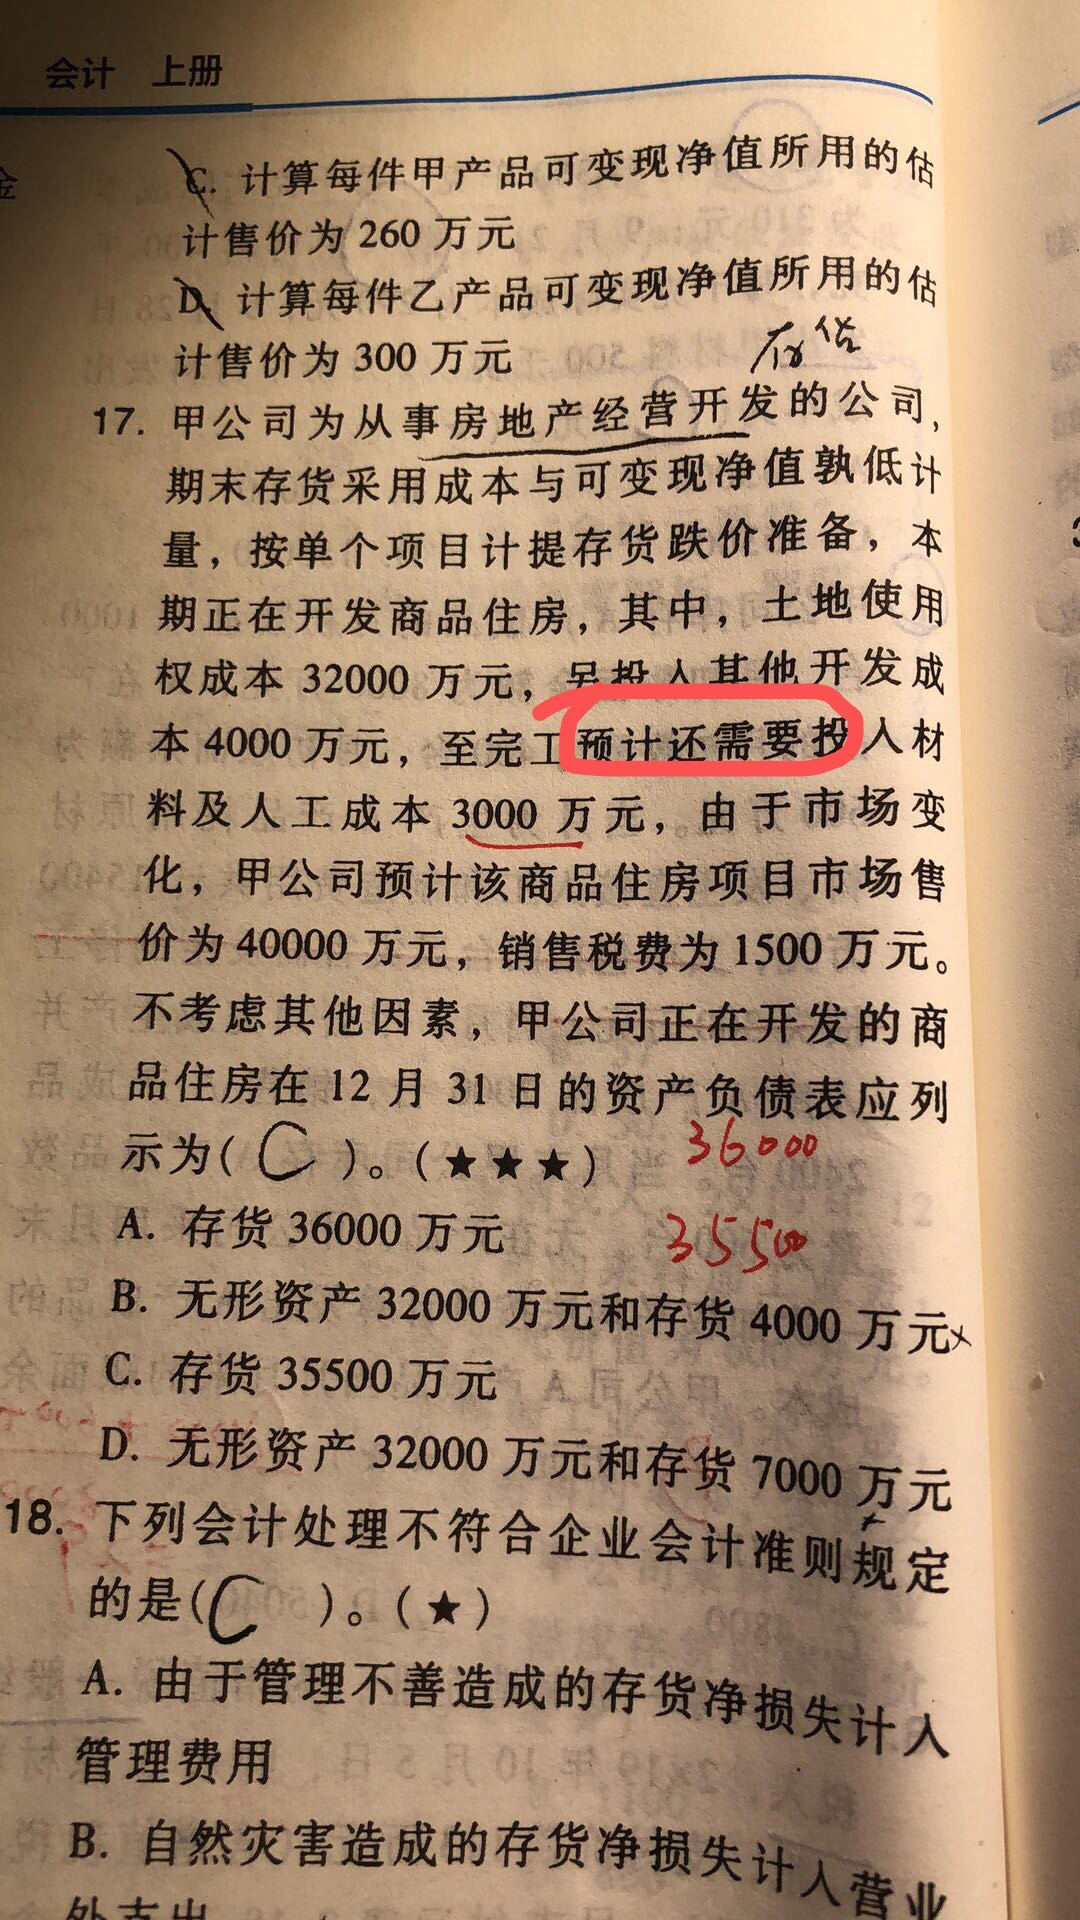 会计 上册
C. 计算每件甲产品可变现净值所用的估
计售价为 260 万元
D. 计算每件乙产品可变现净值所用的估
计售价为 300 万元
存货
17. 甲公司为从事房地产经营开发的公司，
期末存货采用成本与可变现净值孰低计
量，按单个项目计提存货跌价准备，本
期正在开发商品住房，其中，土地使用
权成本 32000 万元，另投入其他开发成
本 4000 万元，至完工预计还需要投入材
料及人工成本 3000 万元，由于市场变
化，甲公司预计该商品住房项目市场售
价为 40000 万元，销售税费为 1500 万元。
不考虑其他因素，甲公司正在开发的商
品住房在 12 月 31 日的资产负债表应列
示为( C )。(★★★)
36000
A. 存货 36000 万元
35500
B. 无形资产 32000 万元和存货 4000 万元×
C. 存货 35500 万元
D. 无形资产 32000 万元和存货 7000 万元
18. 下列会计处理不符合企业会计准则规定
的是( C )。(★)
A. 由于管理不善造成的存货净损失计入
管理费用
B. 自然灾害造成的存货净损失计入营业
外支出